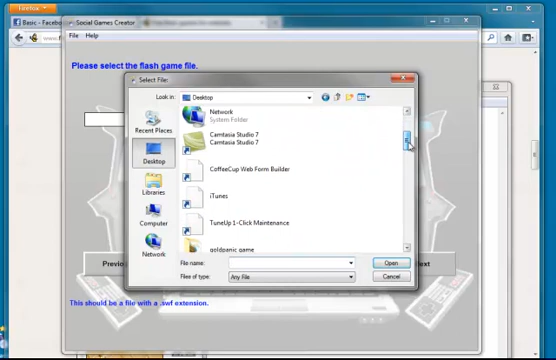 Firefox
Basic - Facebo
Social Games Creator
File Help
Please select the flash game file.
Select File:
Look in: Desktop
Recent Places
Desktop
Libraries
Computer
Network
Network
System Folder
Camtasia Studio 7
Camtasia Studio 7
CoffeeCup Web Form Builder
iTunes
TuneUp 1-Click Maintenance
goldpanic game
File name:
Open
Files of type: Any File
Cancel
Previo
ext
This should be a file with a .swf extension.